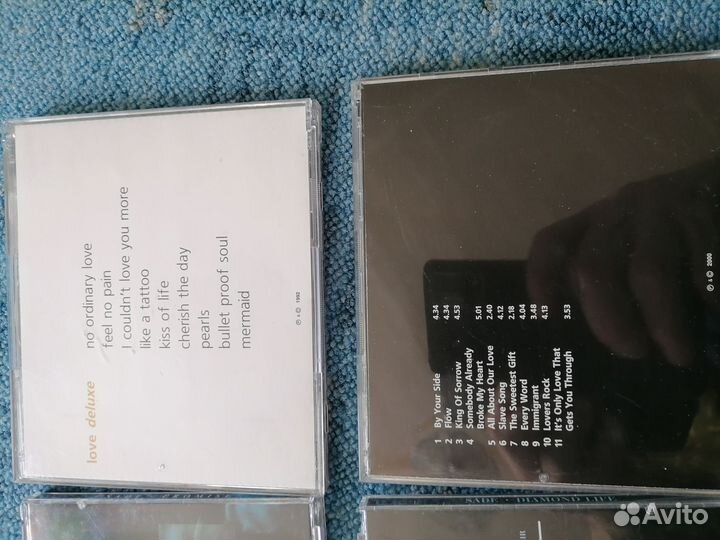 love deluxe
no ordinary love
feel no pain
I couldn't love you more
like a tattoo
kiss of life
cherish the day
pearls
bullet proof soul
mermaid
℗ & © 1992
1 By Your Side 4.34
2 Flow 4.34
3 King Of Sorrow 4.53
4 Somebody Already
Broke My Heart 5.01
5 All About Our Love 2.40
6 Slave Song 4.12
7 The Sweetest Gift 2.18
8 Every Word 4.04
9 Immigrant 3.48
10 Lovers Rock 4.13
11 It's Only Love That
Gets You Through 3.53
℗ & © 2000
SADE • DIAMOND LIFE
Avito